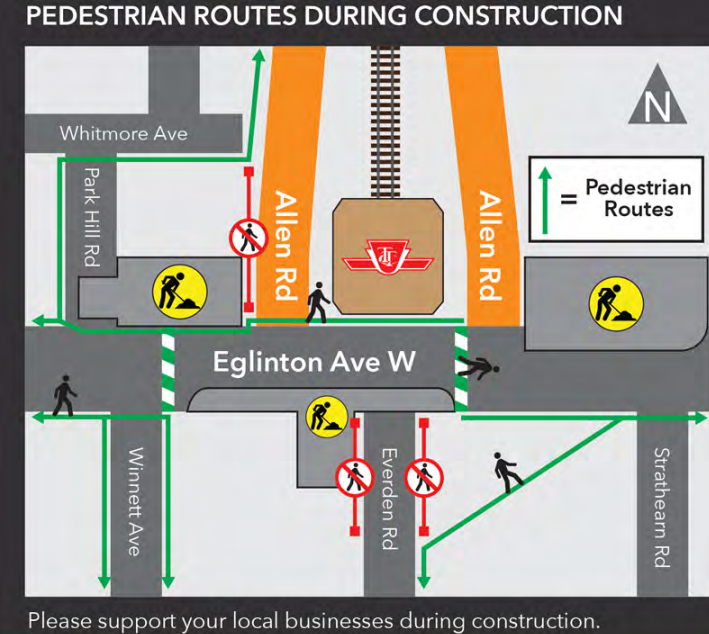 PEDESTRIAN ROUTES DURING CONSTRUCTION
N
Whitmore Ave
Park Hill Rd
Allen Rd
TTC
Allen Rd
= Pedestrian
Routes
Eglinton Ave W
Winnett Ave
Everden Rd
Strathearn Rd
Please support your local businesses during construction.